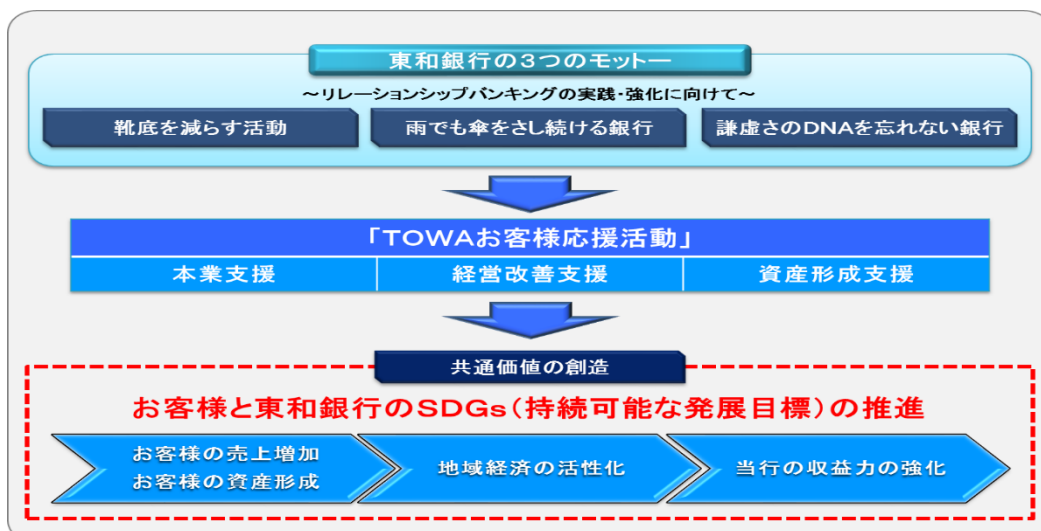 東和銀行の3つのモットー
～リレーションシップバンキングの実践・強化に向けて～
靴底を減らす活動
雨でも傘をさし続ける銀行
謙虚さのDNAを忘れない銀行
「TOWAお客様応援活動」
本業支援
経営改善支援
資産形成支援
共通価値の創造
お客様と東和銀行のSDGs(持続可能な発展目標)の推進
お客様の売上増加
お客様の資産形成
地域経済の活性化
当行の収益力の強化